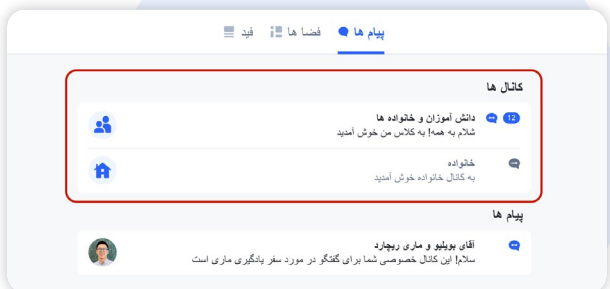 پیام ها فضا ها فید
کانال ها
12 دانش آموزان و خانواده ها
شلام به همه! به کلاس من خوش آمدید
خانواده
به کانال خانواده خوش آمدید
پیام ها
آقای بویلیو و ماری ریچارد
سلام! این کانال خصوصی شما برای گفتگو در مورد سفر یادگیری ماری است